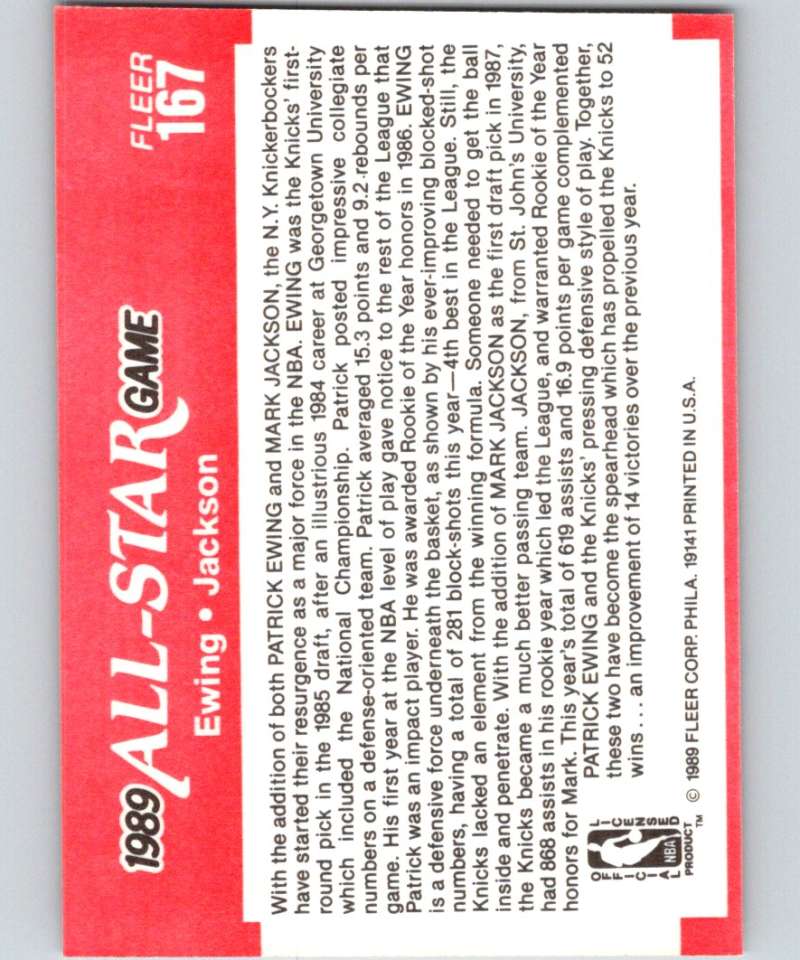 FLEER
167
1989 ALL-STAR GAME
Ewing • Jackson
With the addition of both PATRICK EWING and MARK JACKSON, the N.Y. Knickerbockers
have started their resurgence as a major force in the NBA. EWING was the Knicks' first-
round pick in the 1985 draft, after an illustrious 1984 career at Georgetown University
which included the National Championship. Patrick posted impressive collegiate
numbers on a defense-oriented team. Patrick averaged 15.3 points and 9.2 rebounds per
game. His first year at the NBA level of play gave notice to the rest of the League that
Patrick was an impact player. He was awarded Rookie of the Year honors in 1986. EWING
is a defensive force underneath the basket, as shown by his ever-improving blocked-shot
numbers, having a total of 281 block-shots this year—4th best in the League. Still, the
Knicks lacked an element from the winning formula. Someone needed to get the ball
inside and penetrate. With the addition of MARK JACKSON as the first draft pick in 1987,
the Knicks became a much better passing team. JACKSON, from St. John's University,
had 868 assists in his rookie year which led the League, and warranted Rookie of the Year
honors for Mark. This year's total of 619 assists and 16.9 points per game complemented
PATRICK EWING and the Knicks' pressing defensive style of play. Together,
these two have become the spearhead which has propelled the Knicks to 52
wins . . . an improvement of 14 victories over the previous year.
OFFICIAL LICENSED
NBA
PRODUCT™
© 1989 FLEER CORP. PHILA. 19141 PRINTED IN U.S.A.